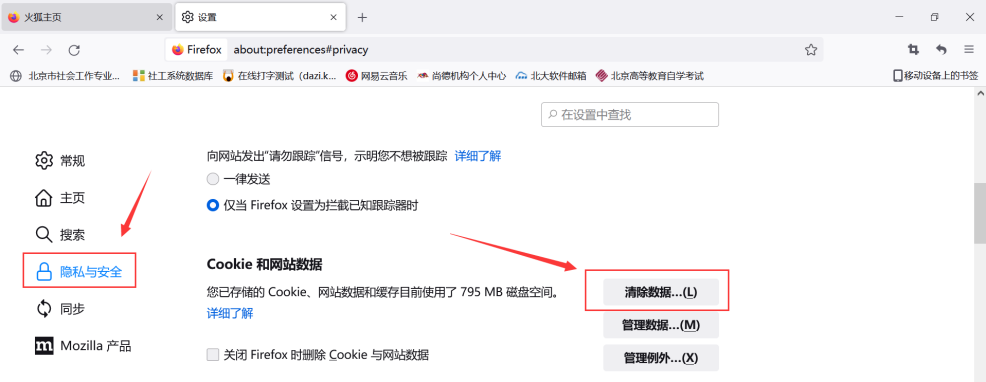 火狐主页
设置
Firefox about:preferences#privacy
北京市社会工作专业... 社工系统数据库 在线打字测试（dazi.k... 网易云音乐 尚德机构个人中心 北大软件邮箱 北京高等教育自学考试 移动设备上的书签
在设置中查找
常规
主页
搜索
隐私与安全
同步
m Mozilla 产品
向网站发出“请勿跟踪”信号，示明您不想被跟踪 详细了解
一律发送
仅当 Firefox 设置为拦截已知跟踪器时
Cookie 和网站数据
您已存储的 Cookie、网站数据和缓存目前使用了 795 MB 磁盘空间。
详细了解
关闭 Firefox 时删除 Cookie 与网站数据
清除数据...(L)
管理数据...(M)
管理例外...(X)